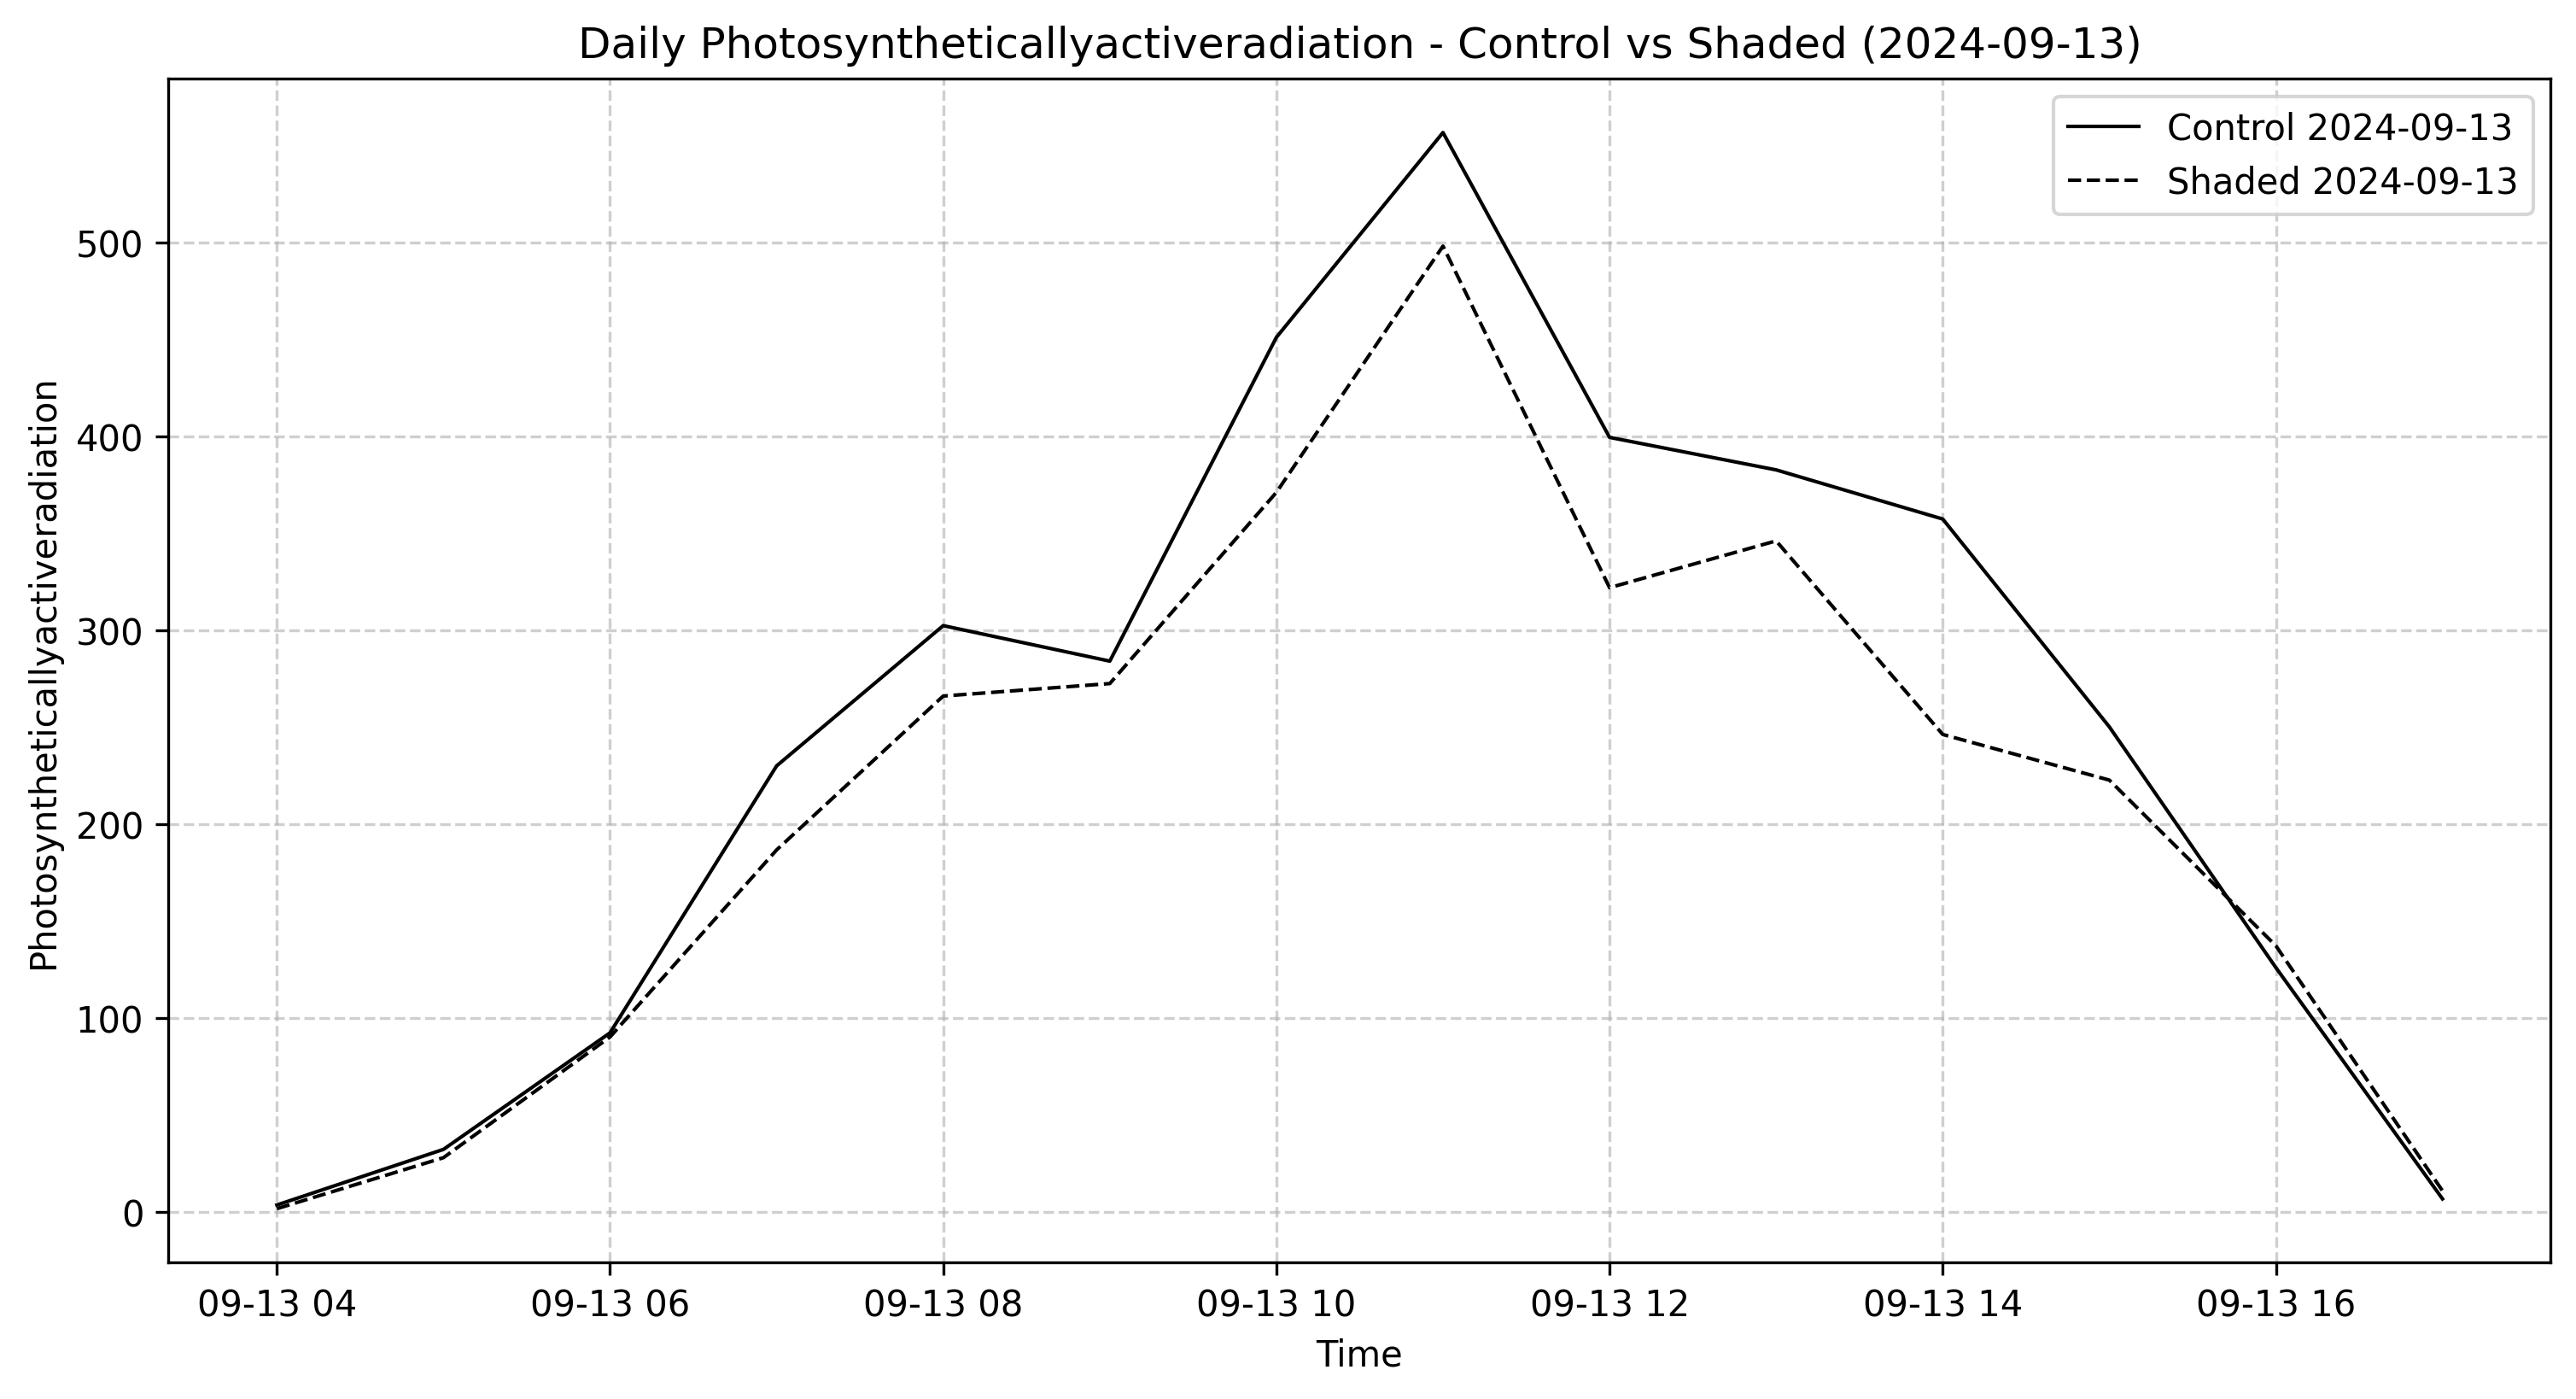 Daily Photosyntheticallyactiveradiation - Control vs Shaded (2024-09-13)
Control 2024-09-13
Shaded 2024-09-13
Photosyntheticallyactiveradiation
500
400
300
200
100
0
09-13 04 09-13 06 09-13 08 09-13 10 09-13 12 09-13 14 09-13 16
Time